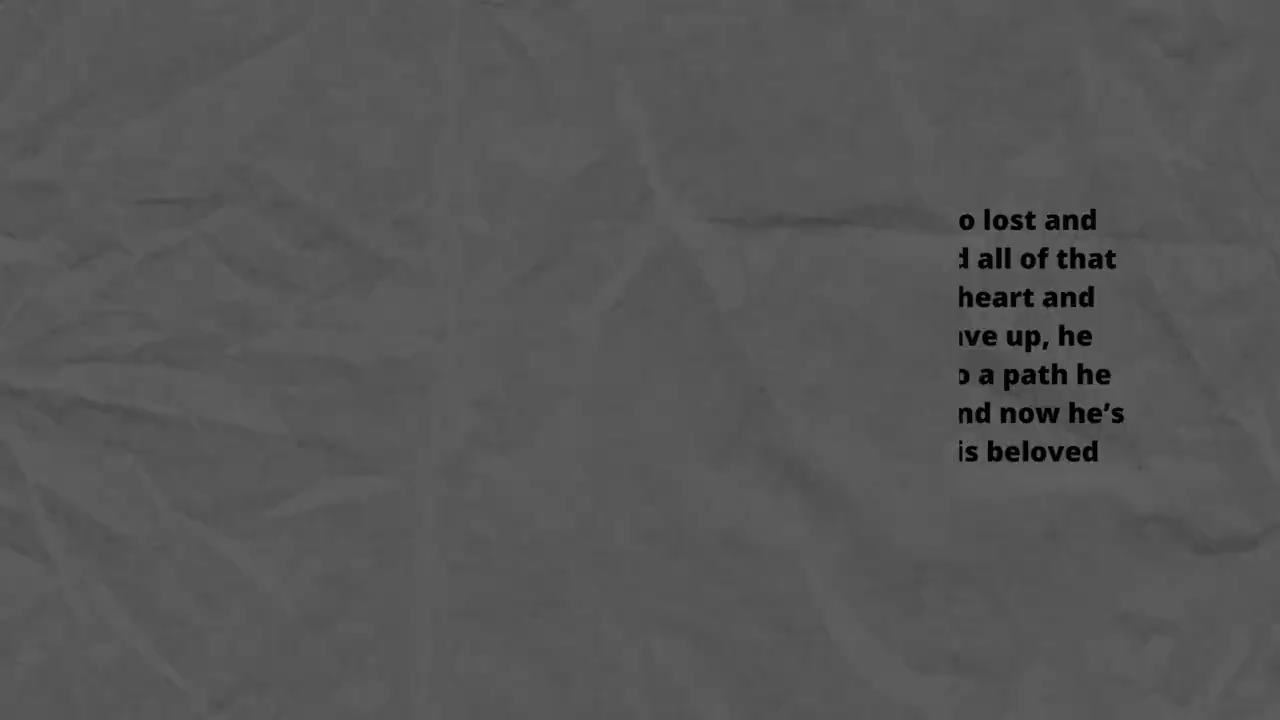 o lost and
d all of that
heart and
ve up, he
o a path he
nd now he's
is beloved